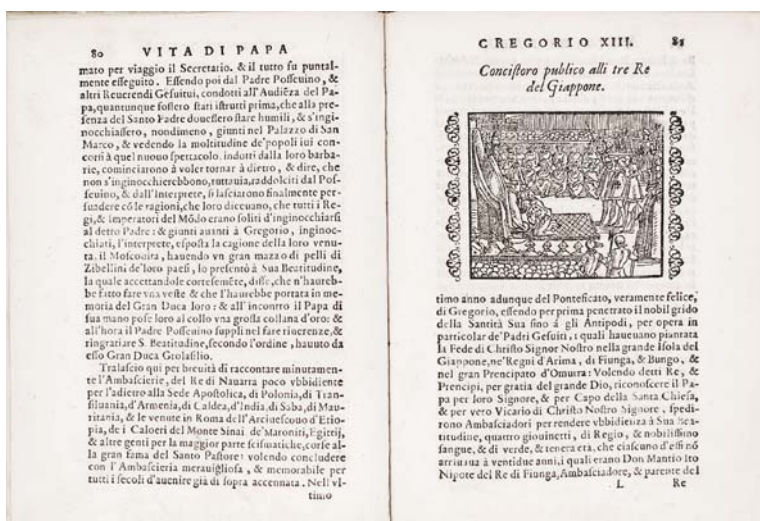 80 VITA DI PAPA
mato per viaggio il Secretario. & il tutto fu puntal-
mente esseguito. Essendo poi dal Padre Posseuino, &
altri Reuerendi Gesuiti, condotti all'Audiēza del Pa-
pa, quantunque fossero stati istrutti prima, che alla pre-
senza del Santo Padre douessero stare humili, & s'ingi-
nocchiassero, nondimeno, giunti nel Palazzo di San
Marco, & vedendo la moltitudine de'popoli iui con-
corsi à quel nuouo spettacolo, indotti dalla loro barba-
rie, cominciorono à voler tornar à dietro, & dire, che
non s'inginocchierebbono, tuttauia, raddolciti dal Pos-
seuino, & dall'Interprete, si lasciarono finalmente per-
suadere cō le ragioni, che loro diceuano, che tutti i Re-
gi, & Imperatori del Mōdo erano soliti d'inginocchiarsi
al detto Padre: & giunti auanti à Gregorio, inginoc-
chiati, l'interprete, esposta la cagione della loro venu-
ta, il Moscouita, hauendo vn gran mazzo di pelli di
Zibellini de'loro paesi, lo presentò à Sua Beatitudine,
la quale accettandole cortesemēte, disse, che n'haureb-
be fatto fare vna veste & che l'haurebbe portata in me-
moria del Gran Duca loro: & all'incontro il Papa di
sua mano pose loro al collo vna grossa collana d'oro: &
all'hora il Padre Posseuino supplì nel fare riuerenze, &
ringratiare S. Beatitudine, secondo l'ordine, hauuto da
esso Gran Duca
Tralascio qui per breuità di raccontare minutamen-
te l'Ambascierie, del Re di Nauarra poco vbbidiente
per l'adietro alla Sede Apostolica, di Polonia, di Tran-
siluania, d'Armenia, di Caldea, d'India, di Saba, di Mau-
ritania, & le venute in Roma dell'Arciuescouo d'Etio-
pia, de i Caloeri del Monte Sinai de'Maroniti, Egittij,
& altre genti per la maggior parte scismatiche, corse al-
la gran fama del Santo Pastore: volendo concludere
con l'Ambasciería merauigliosa, & memorabile per
tutti i secoli d'auenire già di sopra accennata. Nell vl-
timo
CREGORIO XIII. 81
Concistoro publico alli tre Re
del Giappone.
timo anno adunque del Ponteficato, veramente felice,
di Gregorio, essendo per prima penetrato il nobil grido
della Santità Sua sino á gli Antipodi, per opera in
particolar de'Padri Gesuiti, i quali haueuano piantata
la Fede di Christo Signor Nostro nella grande Isola del
Giappone, ne'Regni d'Arima, di Fiunga, & Bungo, &
nel gran Prencipato d'Omura: Volendo detti Re, &
Prencipi, per gratia del grande Dio, riconoscere il Pa-
pa per loro Signore, & per Capo della Santa Chiesa,
& per vero Vicario di Christo Nostro Signore, spedi-
rono Ambasciadori per rendere vbbidienza à Sua Bea-
titudine, quattro giouinetti, di Regio, & nobilissimo
sangue, & di verde, & tenera età, che ciascuno d'essi nō
arriuaua à ventidue anni, i quali erano Don Mantio Ito
Nipote del Re di Fiunga, Ambasciadore, & parente del
L Re